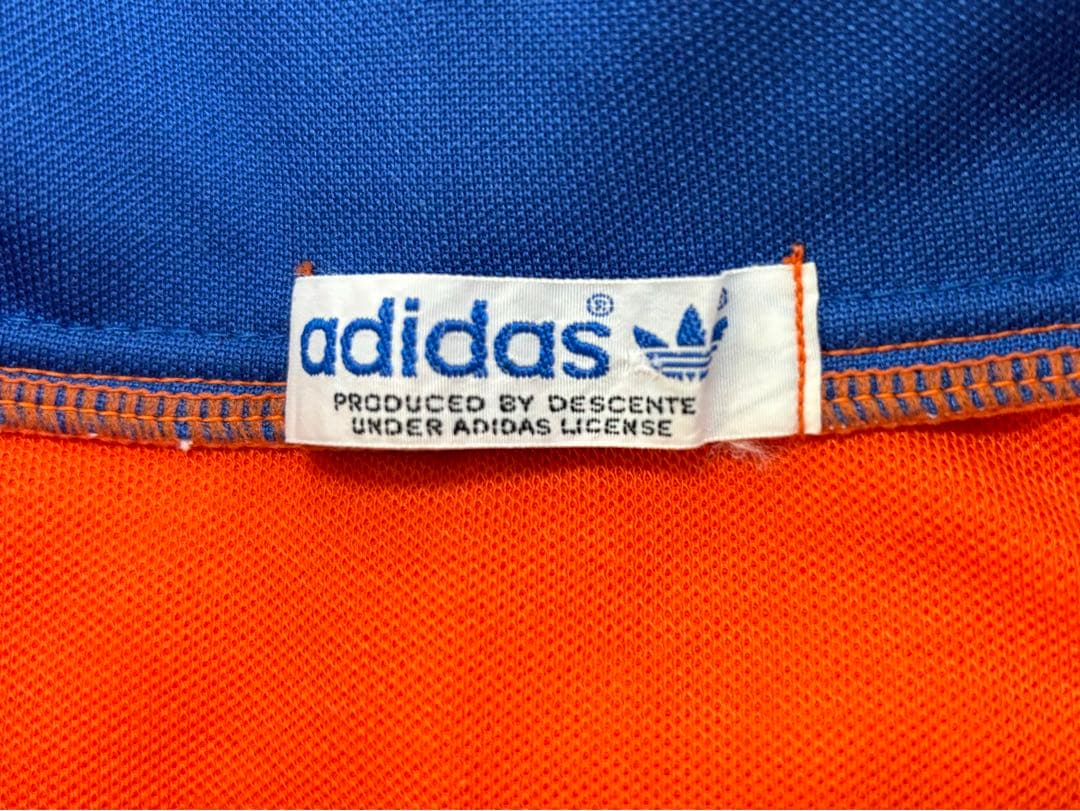 adidas®
PRODUCED BY DESCENTE
UNDER ADIDAS LICENSE